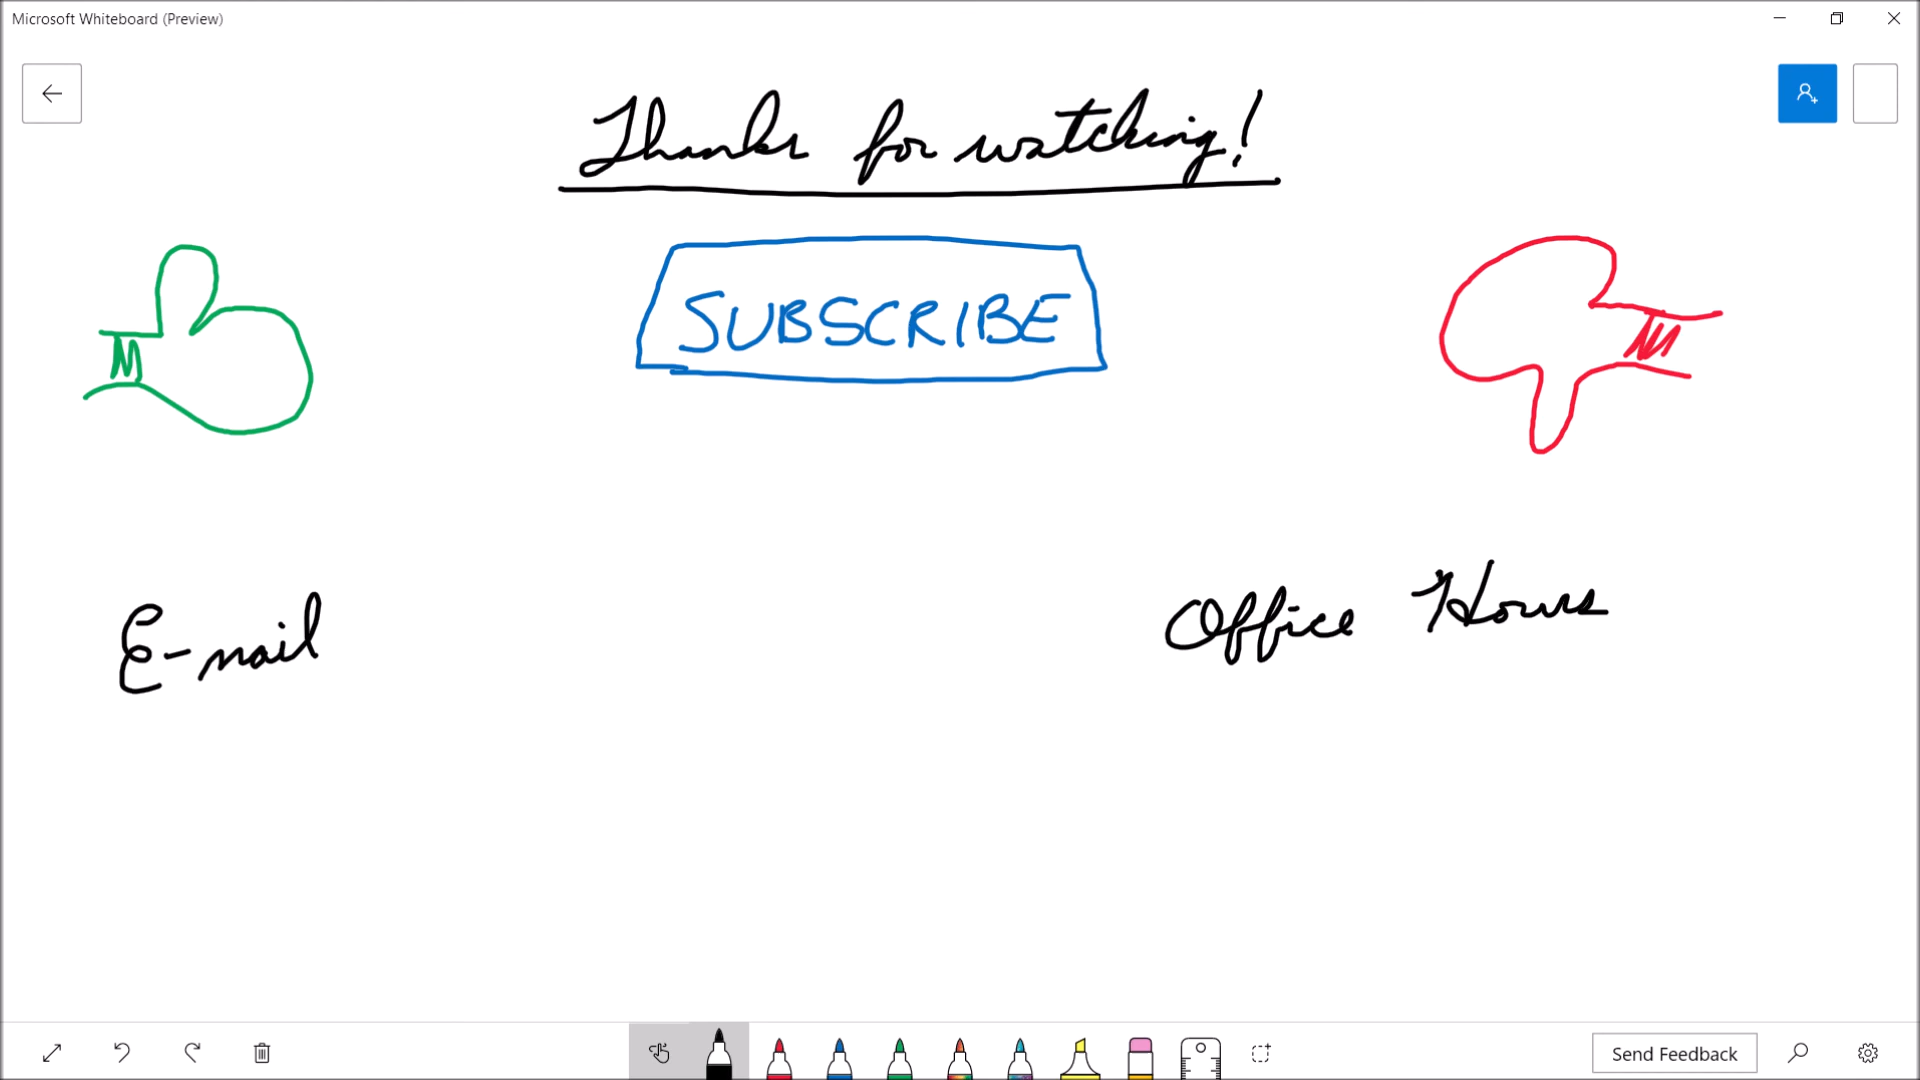 Microsoft Whiteboard (Preview)
Thanks for watching!
SUBSCRIBE
E-mail
Office Hours
Send Feedback